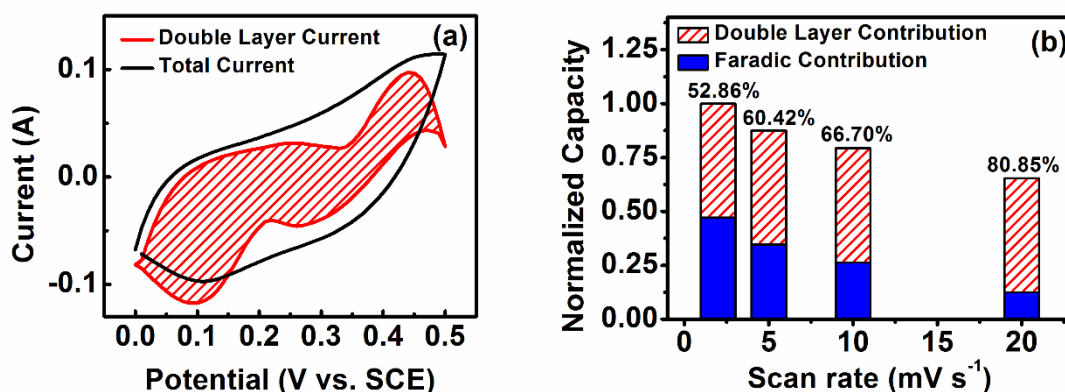 (a)
Double Layer Current
Total Current
Current (A)
0.1
0.0
-0.1
0.0 0.1 0.2 0.3 0.4 0.5
Potential (V vs. SCE)
(b)
Double Layer Contribution
Faradic Contribution
Normalized Capacity
1.25
1.00
0.75
0.50
0.25
0.00
52.86%
60.42%
66.70%
80.85%
0 5 10 15 20
Scan rate (mV s⁻¹)